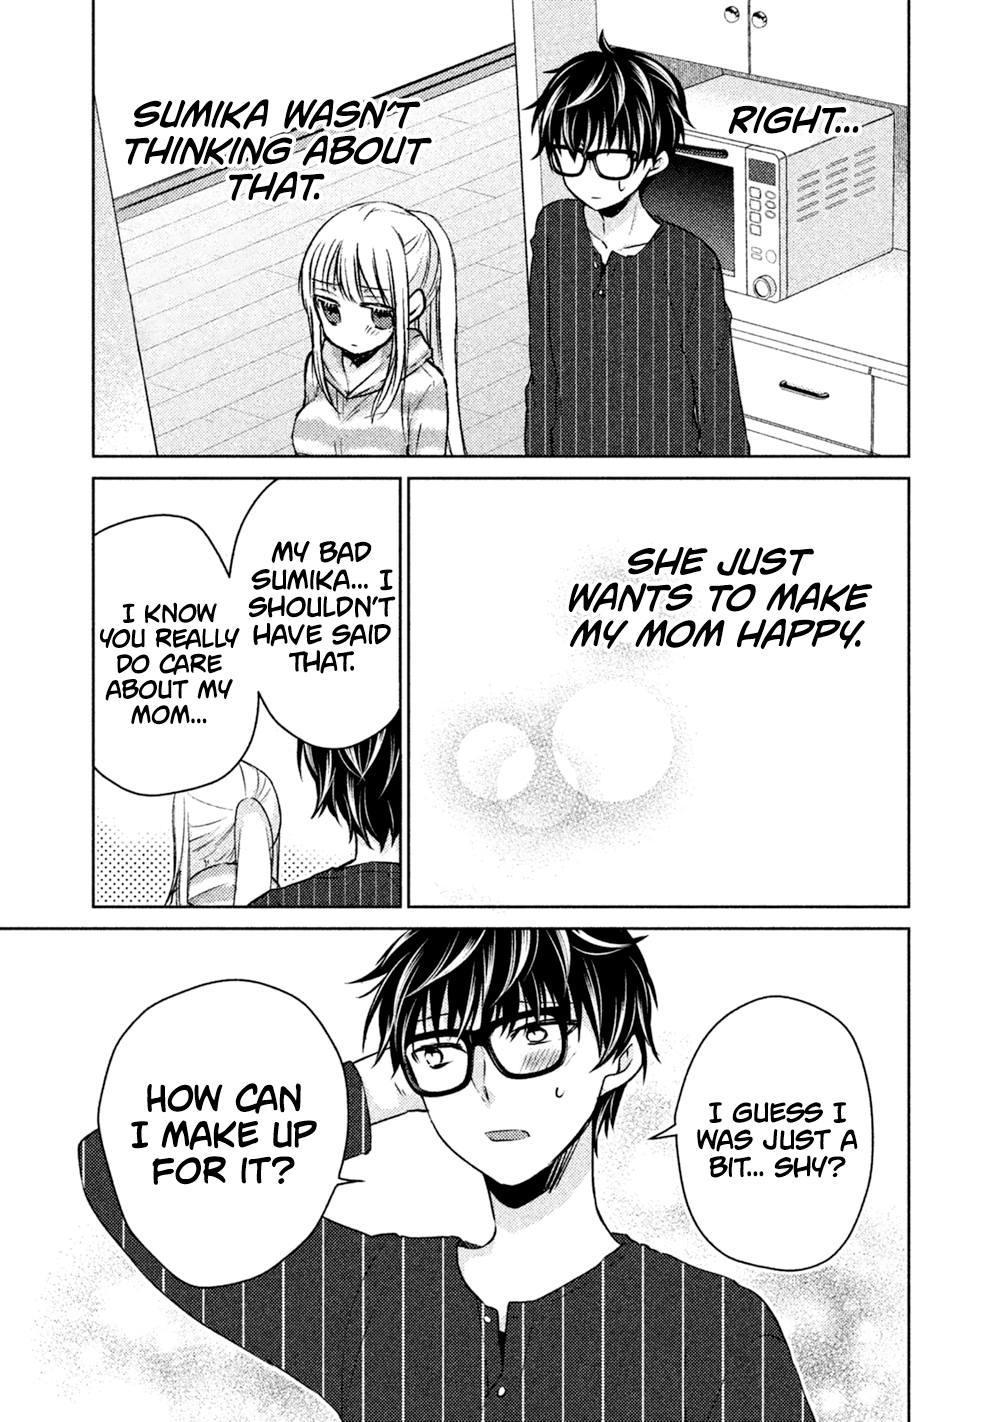 RIGHT...
SUMIKA WASN'T
THINKING ABOUT
THAT.
SHE JUST
WANTS TO MAKE
MY MOM HAPPY.
MY BAD
SUMIKA... I
SHOULDN'T
HAVE SAID
THAT.
I KNOW
YOU REALLY
DO CARE
ABOUT MY
MOM...
I GUESS I
WAS JUST A
BIT... SHY?
HOW CAN
I MAKE UP
FOR IT?